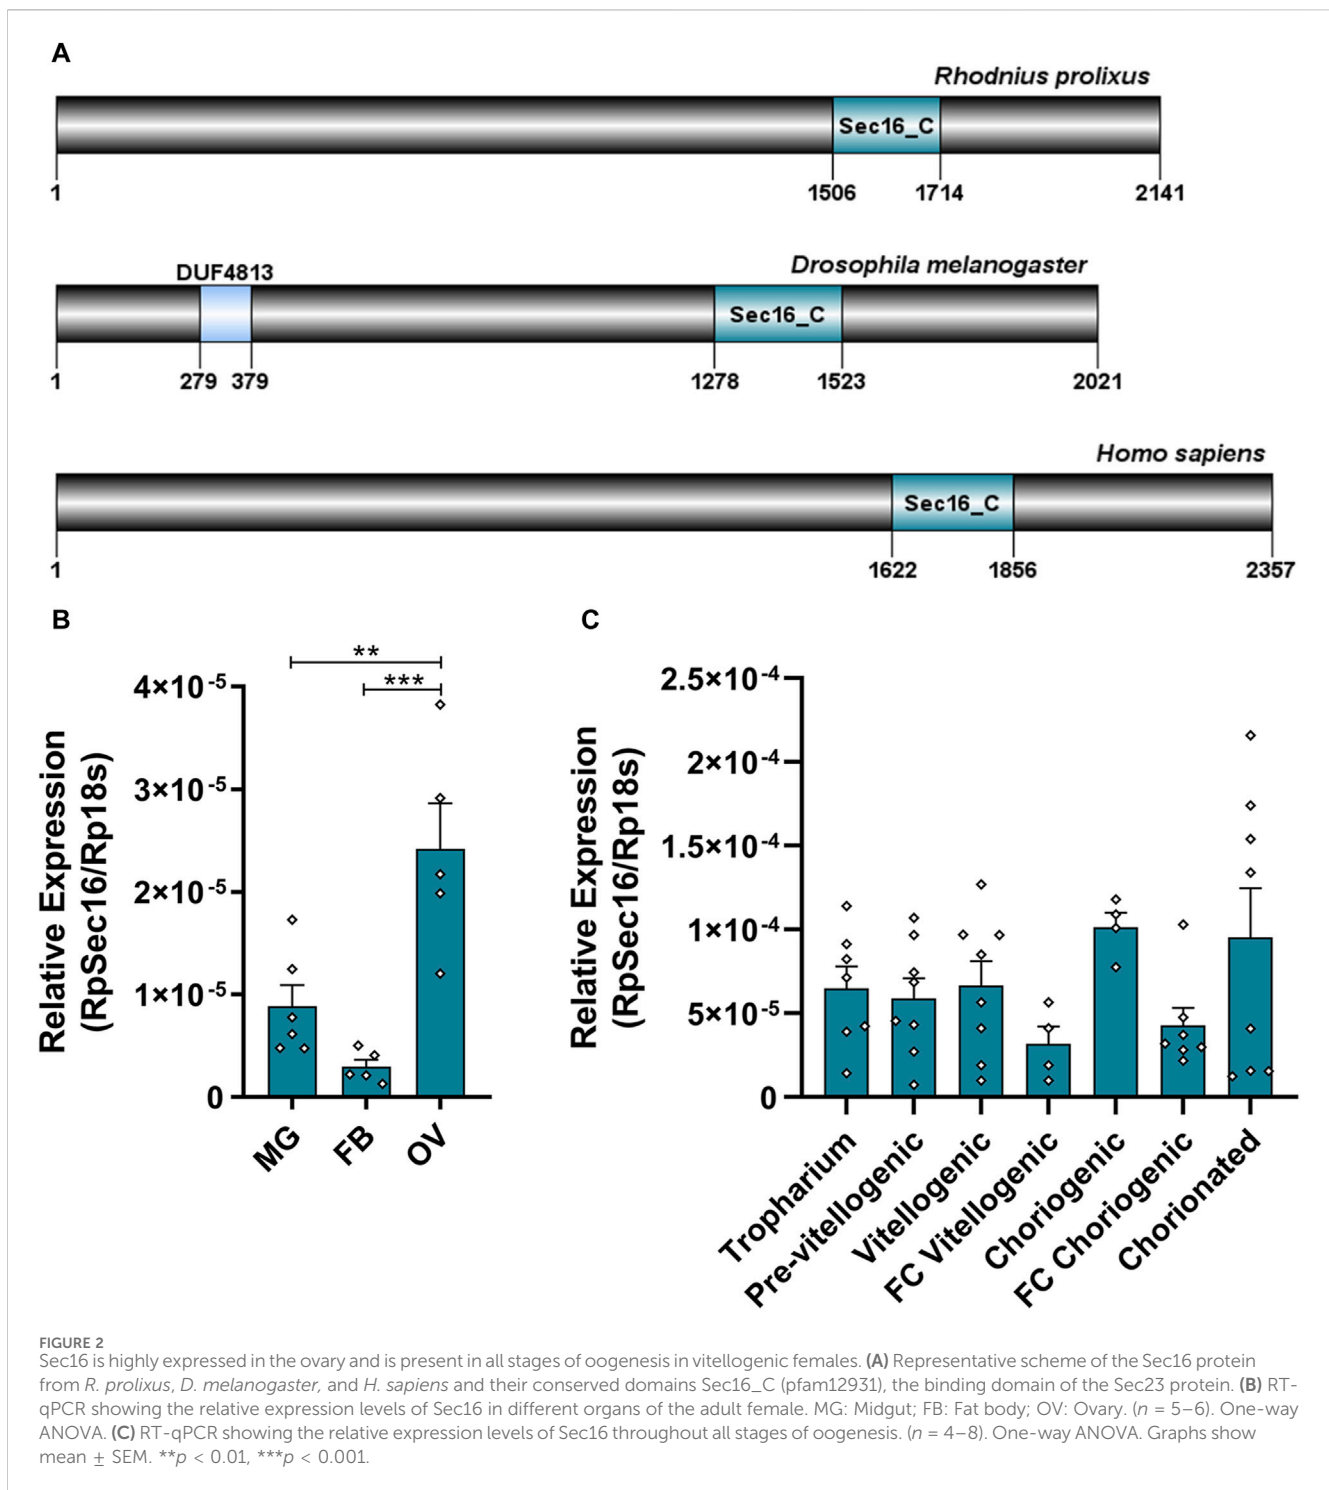 A
Rhodnius prolixus
Sec16_C
1 1506 1714 2141
Drosophila melanogaster
DUF4813
Sec16_C
1 279 379 1278 1523 2021
Homo sapiens
Sec16_C
1 1622 1856 2357
B
**
***
Relative Expression
(RpSec16/Rp18s)
4×10-5
3×10-5
2×10-5
1×10-5
0
MG FB OV
C
Relative Expression
(RpSec16/Rp18s)
2.5×10-4
2×10-4
1.5×10-4
1×10-4
5×10-5
0
Tropharium
Pre-vitellogenic
Vitellogenic
FC Vitellogenic
Choriogenic
FC Choriogenic
Chorionated
FIGURE 2
Sec16 is highly expressed in the ovary and is present in all stages of oogenesis in vitellogenic females. (A) Representative scheme of the Sec16 protein
from R. prolixus, D. melanogaster, and H. sapiens and their conserved domains Sec16_C (pfam12931), the binding domain of the Sec23 protein. (B) RT-
qPCR showing the relative expression levels of Sec16 in different organs of the adult female. MG: Midgut; FB: Fat body; OV: Ovary. (n = 5–6). One-way
ANOVA. (C) RT-qPCR showing the relative expression levels of Sec16 throughout all stages of oogenesis. (n = 4–8). One-way ANOVA. Graphs show
mean ± SEM. **p < 0.01, ***p < 0.001.